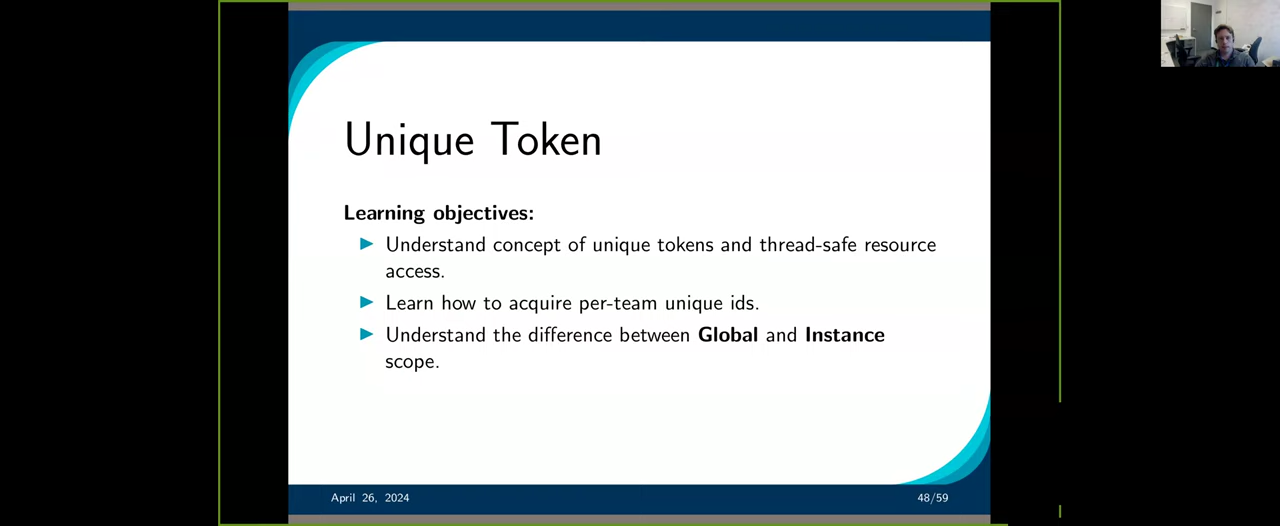 Unique Token
Learning objectives:
Understand concept of unique tokens and thread-safe resource
access.
Learn how to acquire per-team unique ids.
Understand the difference between Global and Instance
scope.
April 26, 2024
48/59